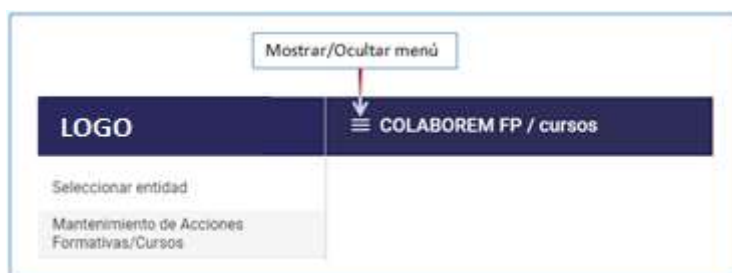 Mostrar/Ocultar menú
LOGO
≡ COLABOREM FP / cursos
Seleccionar entidad
Mantenimiento de Acciones
Formativas/Cursos